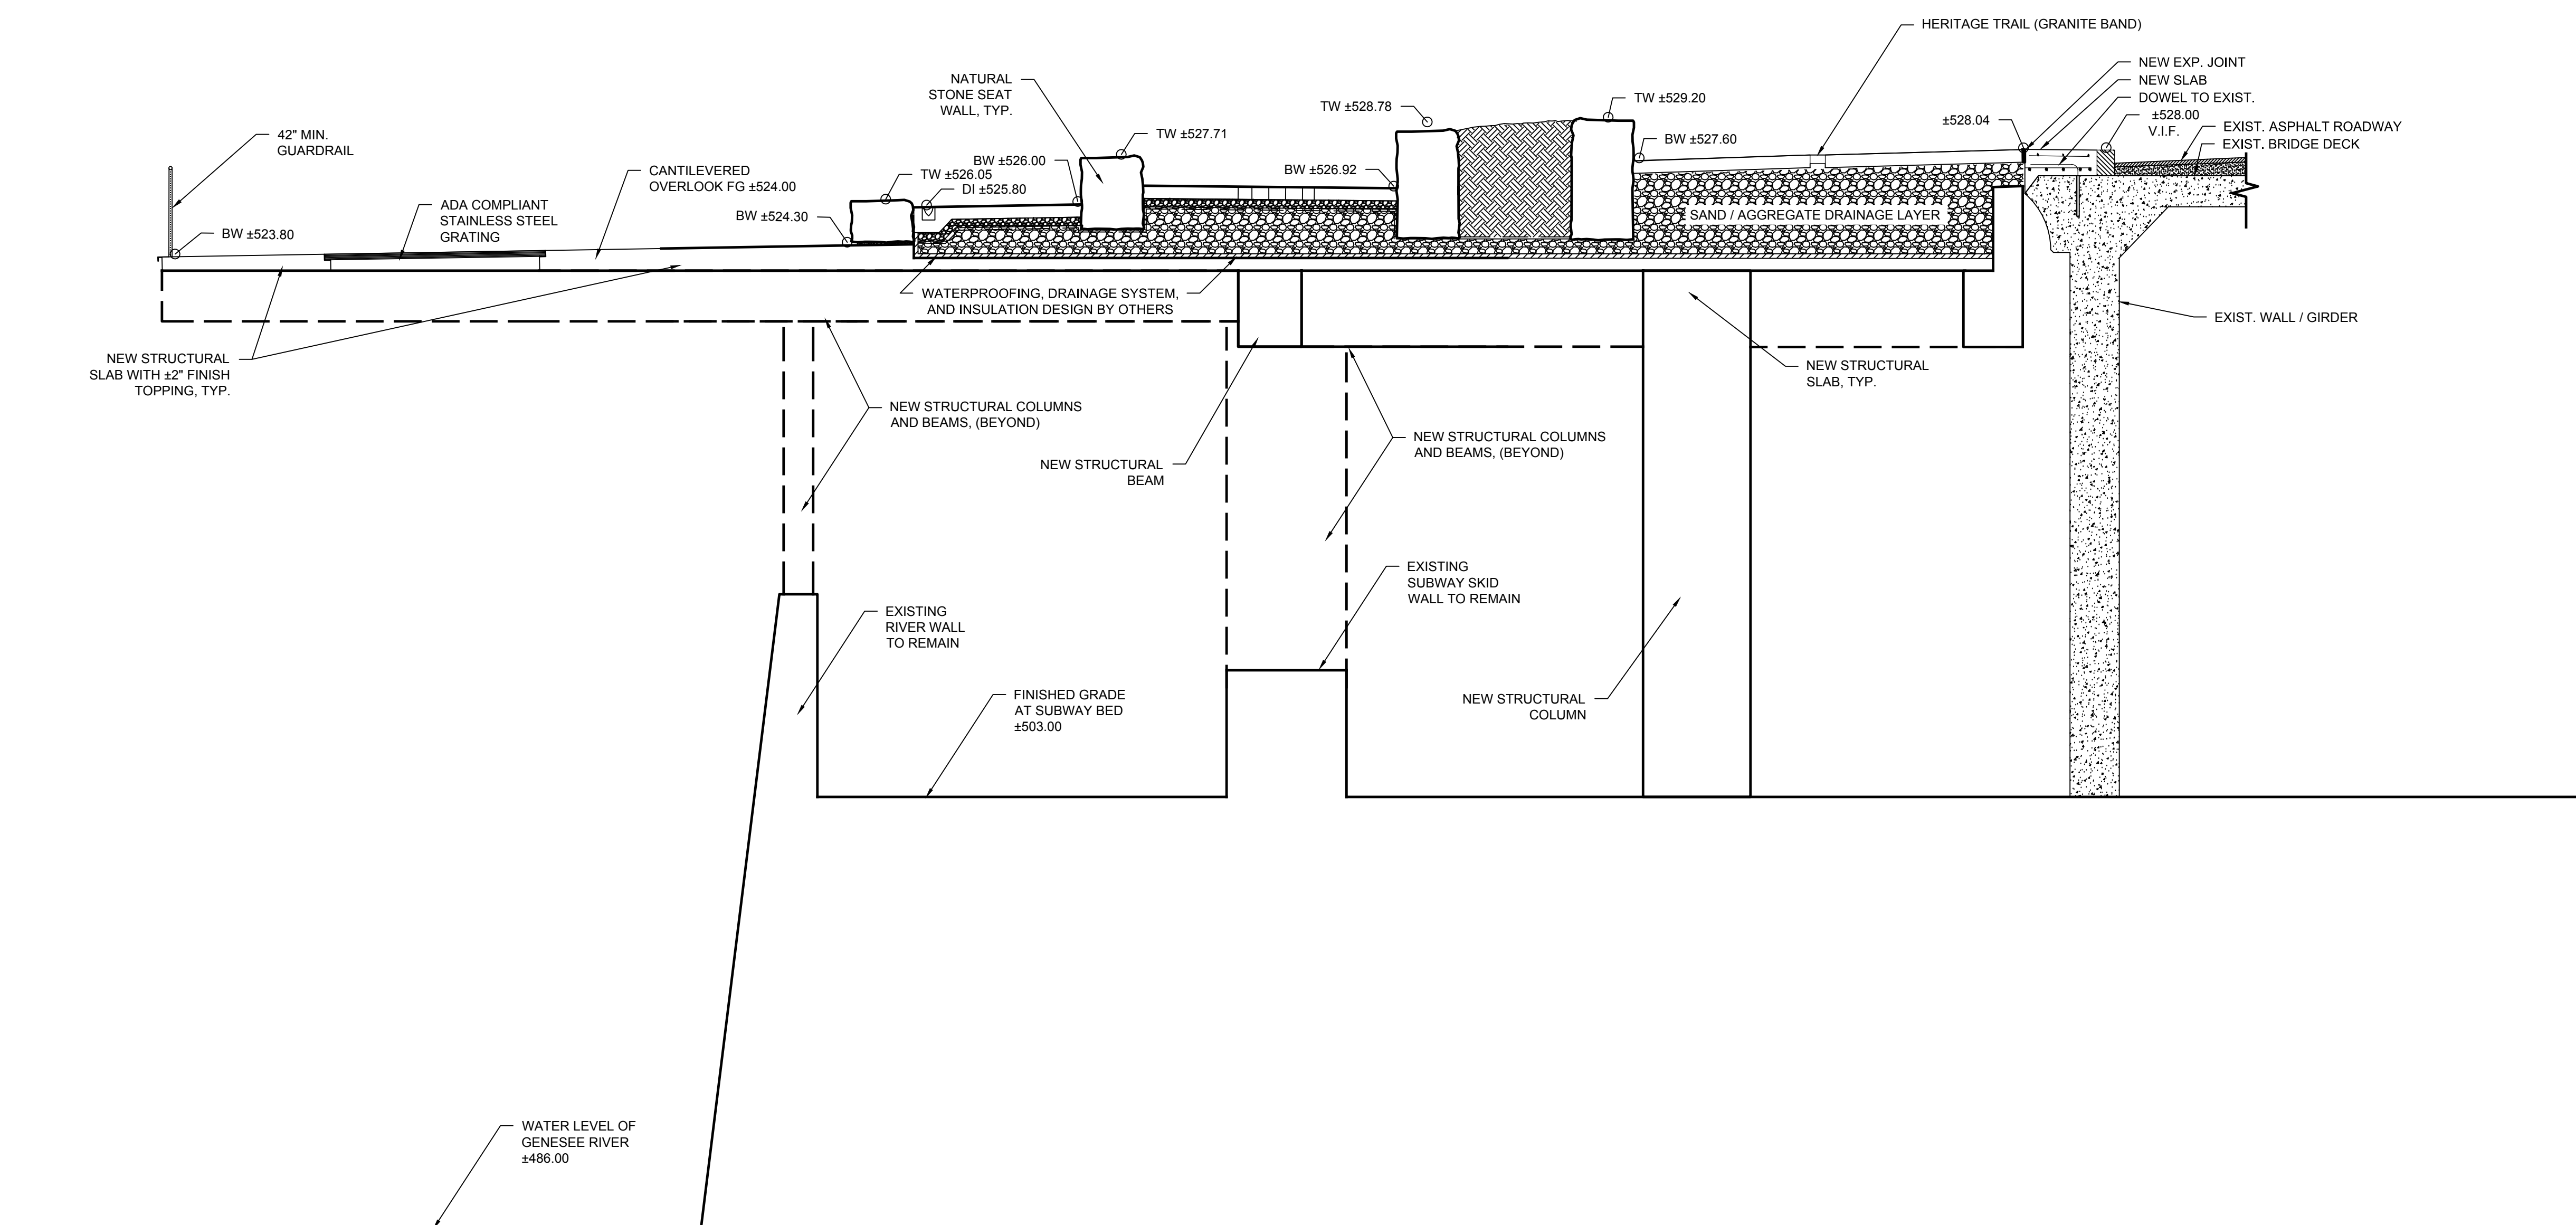 HERITAGE TRAIL (GRANITE BAND)
NEW EXP. JOINT
NEW SLAB
DOWEL TO EXIST.
±528.00
V.I.F.
EXIST. ASPHALT ROADWAY
EXIST. BRIDGE DECK
±528.04
NATURAL
STONE SEAT
WALL, TYP.
TW ±528.78
TW ±529.20
BW ±527.60
TW ±527.71
BW ±526.00
BW ±526.92
TW ±526.05
DI ±525.80
BW ±524.30
42" MIN.
GUARDRAIL
CANTILEVERED
OVERLOOK FG ±524.00
ADA COMPLIANT
STAINLESS STEEL
GRATING
BW ±523.80
SAND / AGGREGATE DRAINAGE LAYER
WATERPROOFING, DRAINAGE SYSTEM,
AND INSULATION DESIGN BY OTHERS
EXIST. WALL / GIRDER
NEW STRUCTURAL
SLAB WITH ±2" FINISH
TOPPING, TYP.
NEW STRUCTURAL
SLAB, TYP.
NEW STRUCTURAL COLUMNS
AND BEAMS, (BEYOND)
NEW STRUCTURAL
BEAM
NEW STRUCTURAL COLUMNS
AND BEAMS, (BEYOND)
EXISTING
SUBWAY SKID
WALL TO REMAIN
EXISTING
RIVER WALL
TO REMAIN
FINISHED GRADE
AT SUBWAY BED
±503.00
NEW STRUCTURAL
COLUMN
WATER LEVEL OF
GENESEE RIVER
±486.00